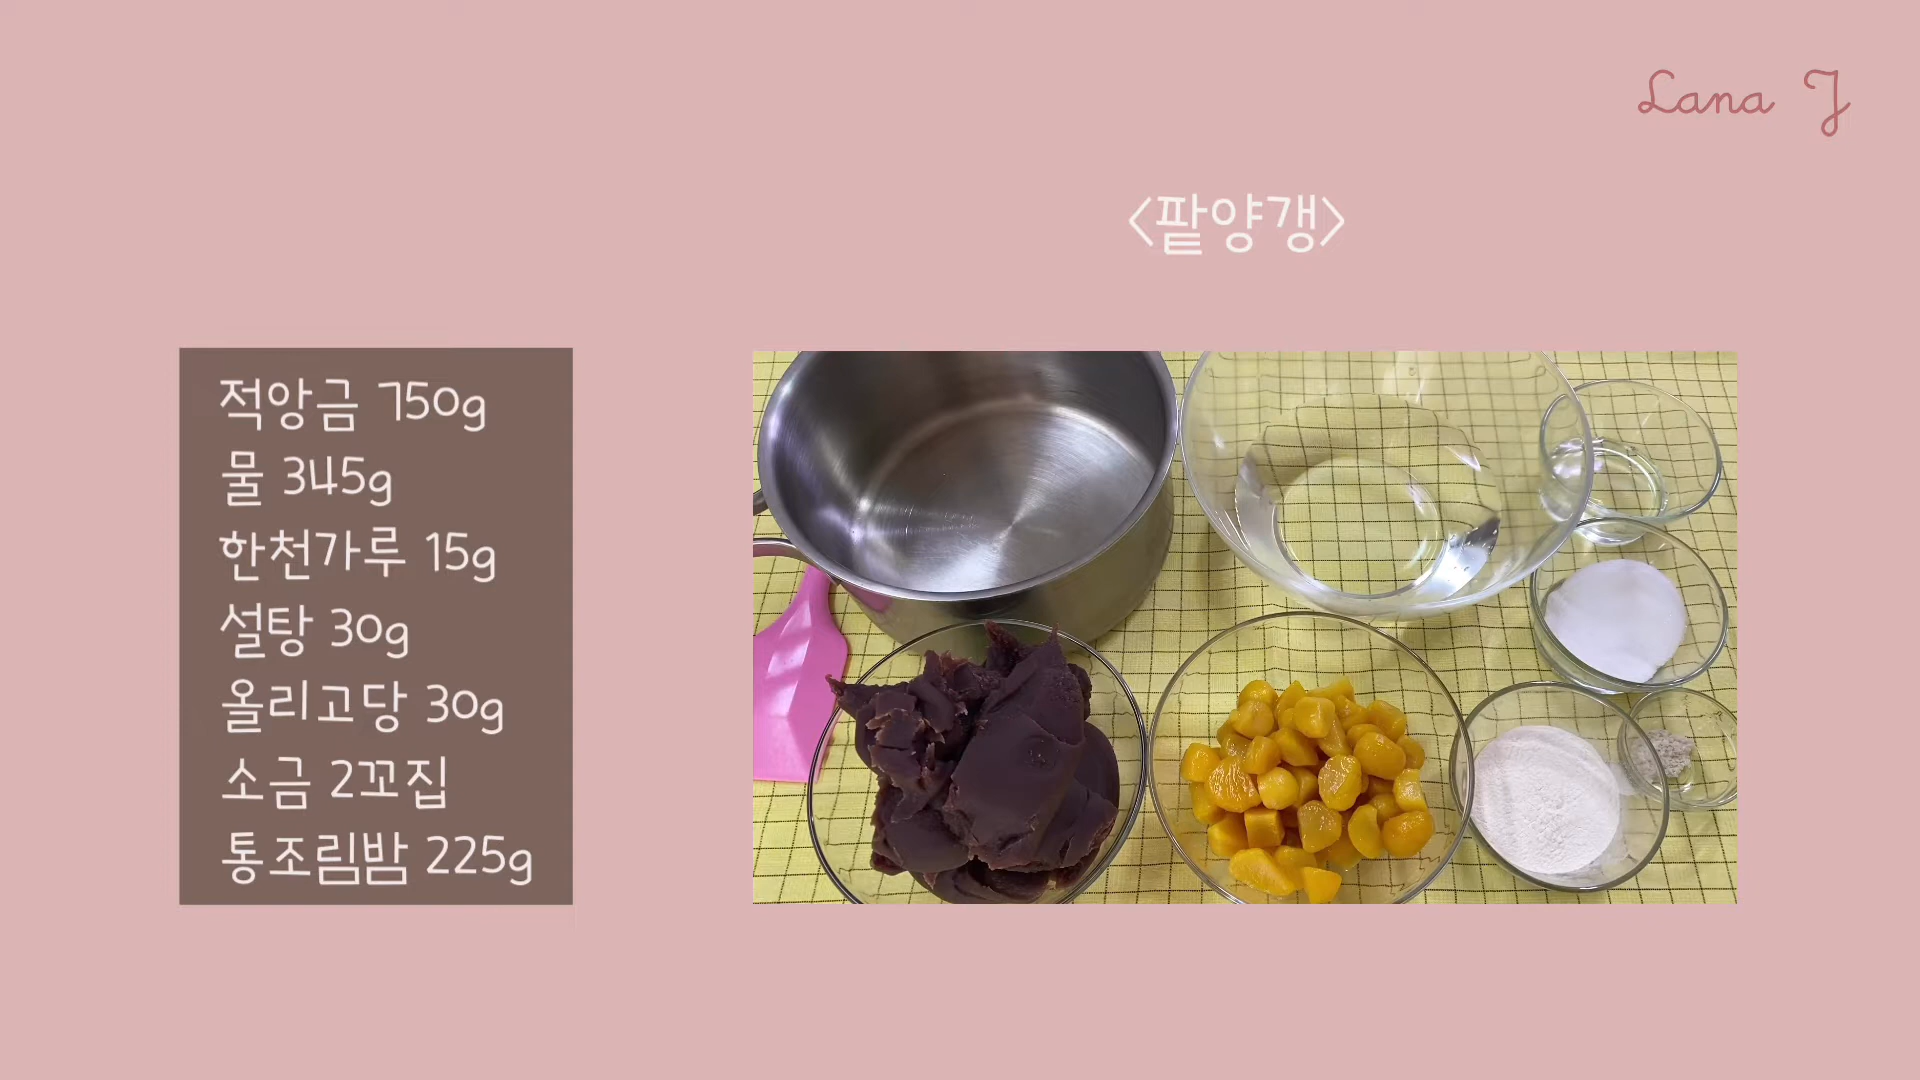 Lana J
<팥양갱>
적앙금 750g
물 345g
한천가루 15g
설탕 30g
올리고당 30g
소금 2꼬집
통조림밤 225g